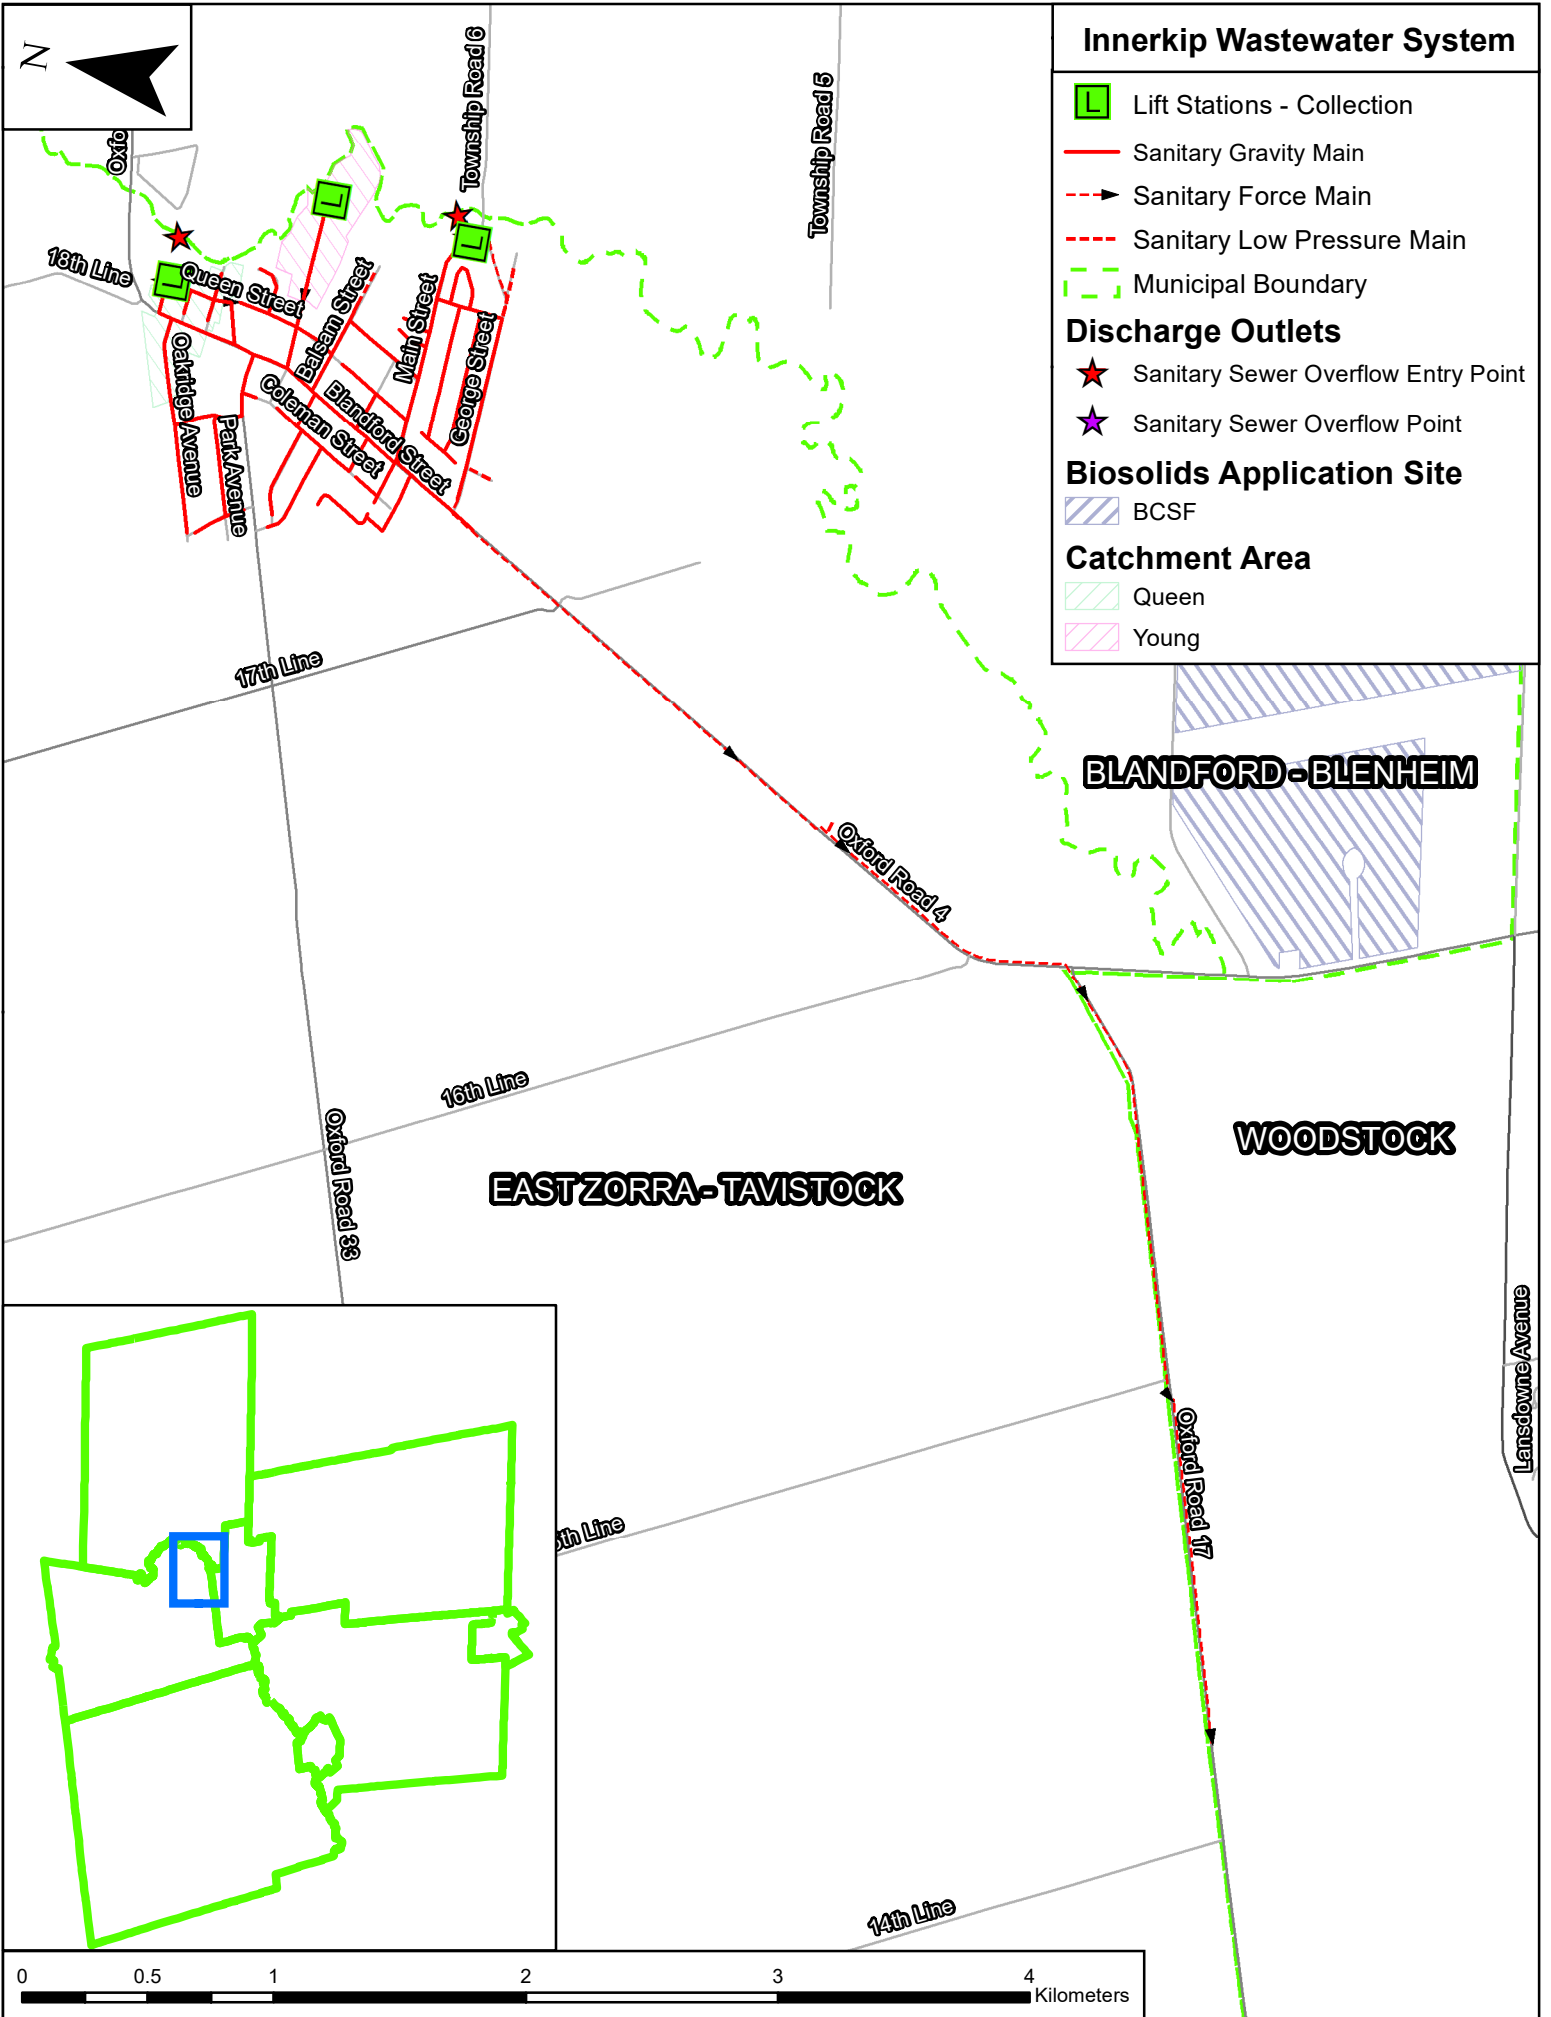 N
Innerkip Wastewater System
L Lift Stations - Collection
Sanitary Gravity Main
Sanitary Force Main
Sanitary Low Pressure Main
Municipal Boundary
Discharge Outlets
Sanitary Sewer Overflow Entry Point
Sanitary Sewer Overflow Point
Biosolids Application Site
BCSF
Catchment Area
Queen
Young
Oxfo
Township Road 6
Township Road 5
L
L
L
18th Line
Queen Street
Balsam Street
Main Street
George Street
Oakridge Avenue
Park Avenue
Coleman Street
Blandford Street
17th Line
BLANDFORD - BLENHEIM
Oxford Road 4
16th Line
Oxford Road 33
WOODSTOCK
EAST ZORRA - TAVISTOCK
Lansdowne Avenue
Oxford Road 17
5th Line
14th Line
0 0.5 1 2 3 4
Kilometers